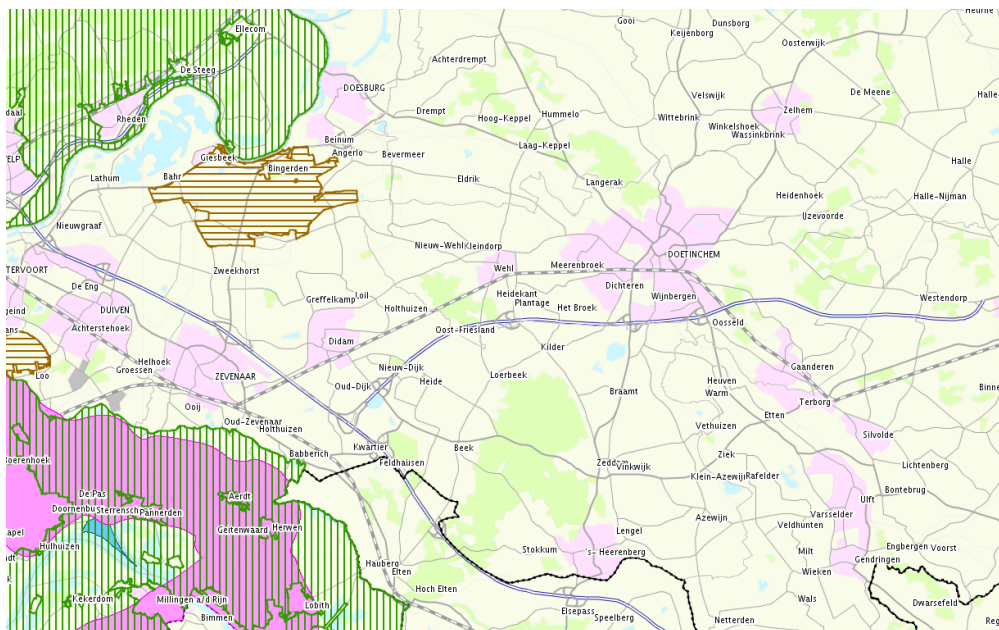 Gooi
Dunsborg
Keijenborg
Ellecom
Oosterwijk
Achterdrempt
De Steeg
DOESBURG
Velswijk
De Meene
Halle-
Drempt
Hoog-Keppel
Hummelo
Wittebrink
Zelhem
Rheden
Winkelshoek
Wassinkbrink
Beinum
Angerlo
Bevermeer
Laag-Keppel
Giesbeek
Bingerden
Halle
Lathum
Bahr
Eldrik
Langerak
Heidenhoek
Halle-Nijman
IJzevoorde
Nieuwgraaf
Nieuw-Wehl
Kleindorp
DOETINCHEM
TERVOORT
Zweekhorst
Wehl
Meerenbroek
De Eng
Dichteren
Greffelkamp
Loil
Heidekant
Plantage
Wijnbergen
Westendorp
DUIVEN
Holthuizen
Het Broek
Achterstehoek
Oost-Friesland
Oosseld
Didam
Kilder
Helhoek
Groessen
Nieuw-Dijk
Gaanderen
Loo
ZEVENAAR
Oud-Dijk
Heide
Loerbeek
Heuven
Warm
Braamt
Binne
Terborg
Ooij
Etten
Oud-Zevenaar
Holthuizen
Vethuizen
Silvolde
Babberich
Kwartier
Beek
Feldhausen
Ziek
Zeddam
Vinkwijk
Lichtenberg
Klein-Azewijn
Rafelder
Bontebrug
De Pas
Aerdt
Ulft
Doornenbu
Sterrensch
Pannerden
Azewijn
Varsselder
Veldhunten
Geitenwaard
Herwen
Lengel
Hulhuizen
Stokkum
's- Heerenberg
Milt
Engbergen
Voorst
Gendringen
Hauberg
Elten
Wieken
Hoch Elten
Kekerdom
Millingen a/d Rijn
Lobith
Wals
Dwarsefeld
Bimmen
Elsepass
Speelberg
Netterden